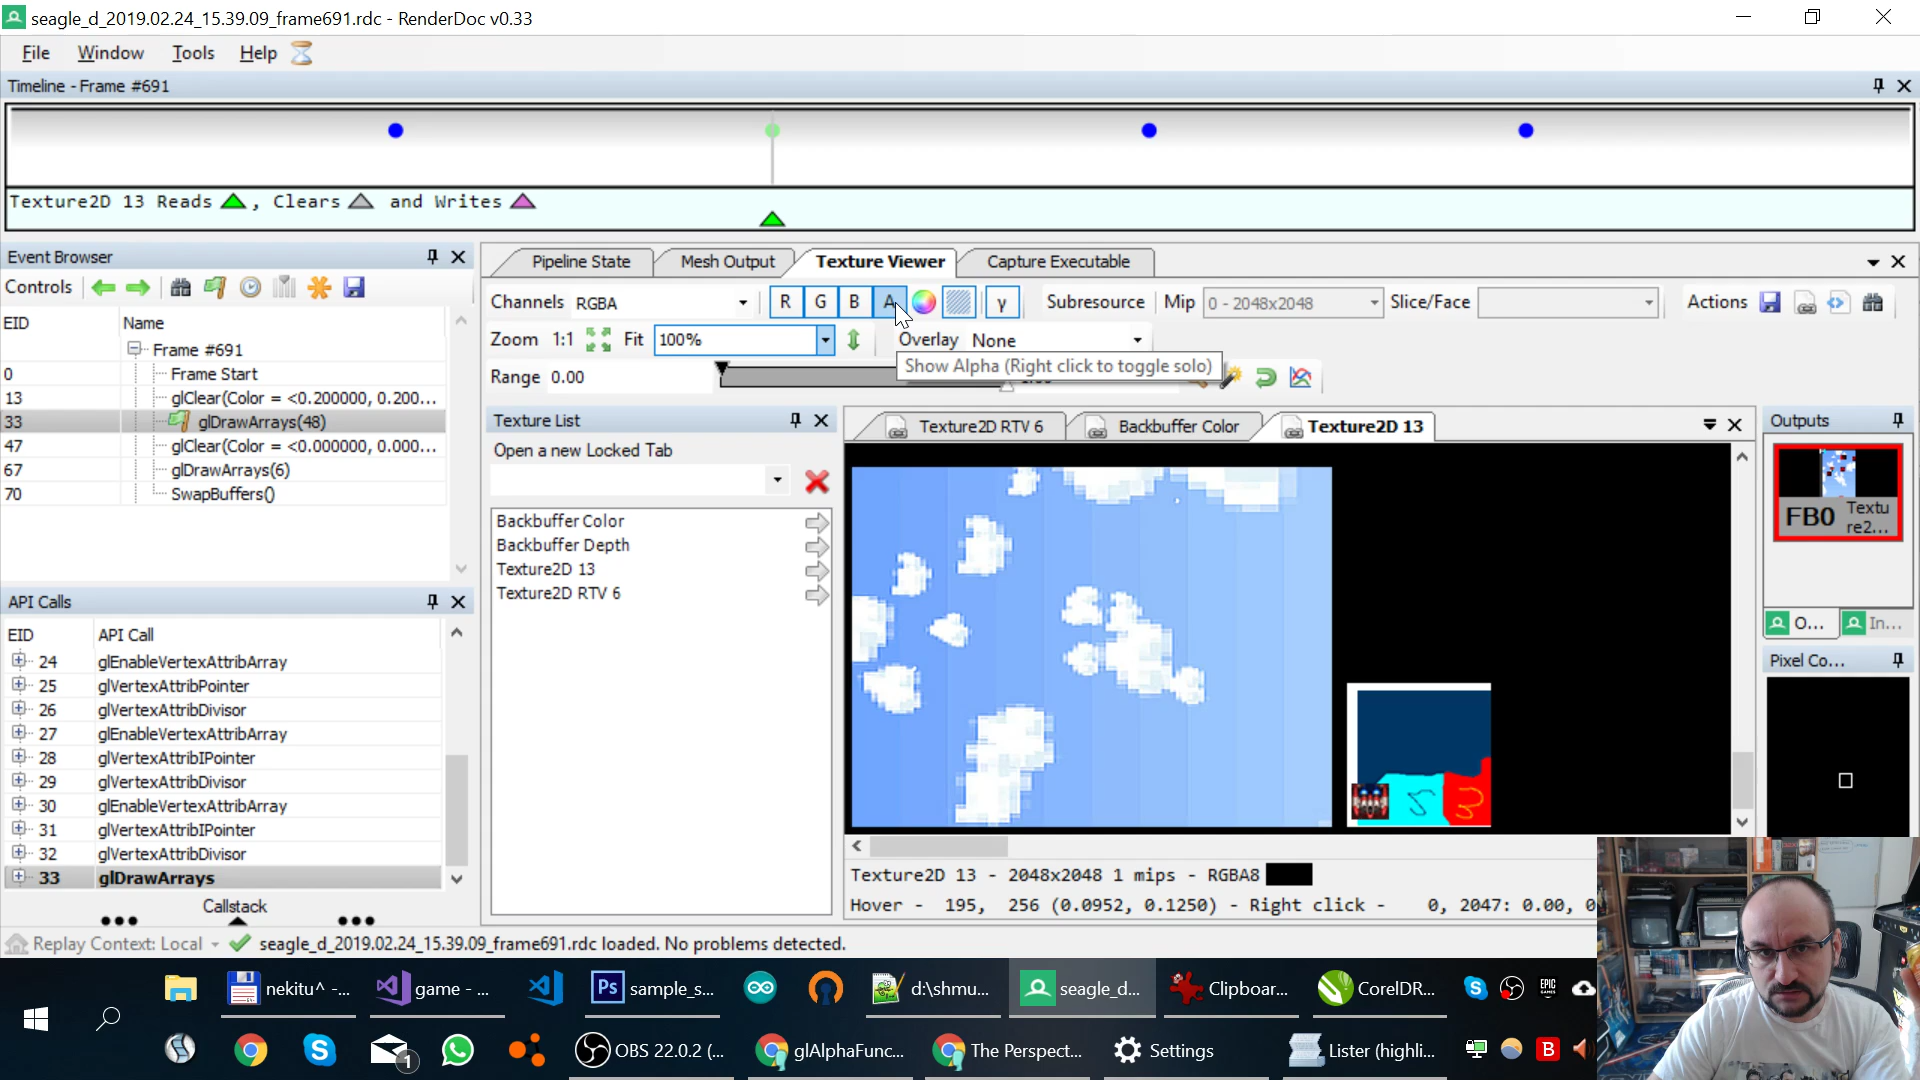 seagle_d_2019.02.24_15.39.09_frame691.rdc - RenderDoc v0.33
File Window Tools Help
Timeline - Frame #691
Texture2D 13 Reads , Clears and Writes
Event Browser
Controls
EID Name
Frame #691
0 Frame Start
13 glClear(Color = <0.200000, 0.200...
33 glDrawArrays(48)
47 glClear(Color = <0.000000, 0.000...
67 glDrawArrays(6)
70 SwapBuffers()
API Calls
EID API Call
24 glEnableVertexAttribArray
25 glVertexAttribPointer
26 glVertexAttribDivisor
27 glEnableVertexAttribArray
28 glVertexAttribIPointer
29 glVertexAttribDivisor
30 glEnableVertexAttribArray
31 glVertexAttribIPointer
32 glVertexAttribDivisor
33 glDrawArrays
Callstack
Pipeline State Mesh Output Texture Viewer Capture Executable
Channels RGBA R G B A γ Subresource Mip 0 - 2048x2048 Slice/Face Actions
Zoom 1:1 Fit 100% Overlay None
Show Alpha (Right click to toggle solo)
Range 0.00
Texture List
Open a new Locked Tab
Backbuffer Color
Backbuffer Depth
Texture2D 13
Texture2D RTV 6
Texture2D RTV 6 Backbuffer Color Texture2D 13
Texture2D 13 - 2048x2048 1 mips - RGBA8
Hover - 195, 256 (0.0952, 0.1250) - Right click - 0, 2047: 0.00, 0
Outputs
FB0 Textu
re2...
O... In...
Pixel Co...
Replay Context: Local seagle_d_2019.02.24_15.39.09_frame691.rdc loaded. No problems detected.
nekitu^ -... game - ... Ps sample_s... d:\shmu... seagle_d... Clipboar... CorelDR... EPIC GAMES
1 OBS 22.0.2 (... glAlphaFunc... The Perspect... Settings Lister (highli... B